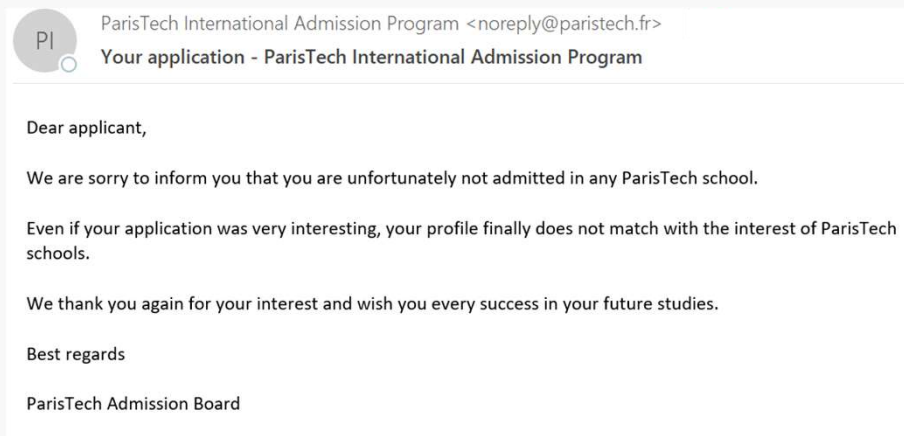 PI
ParisTech International Admission Program <noreply@paristech.fr>
Your application - ParisTech International Admission Program
Dear applicant,
We are sorry to inform you that you are unfortunately not admitted in any ParisTech school.
Even if your application was very interesting, your profile finally does not match with the interest of ParisTech
schools.
We thank you again for your interest and wish you every success in your future studies.
Best regards
ParisTech Admission Board